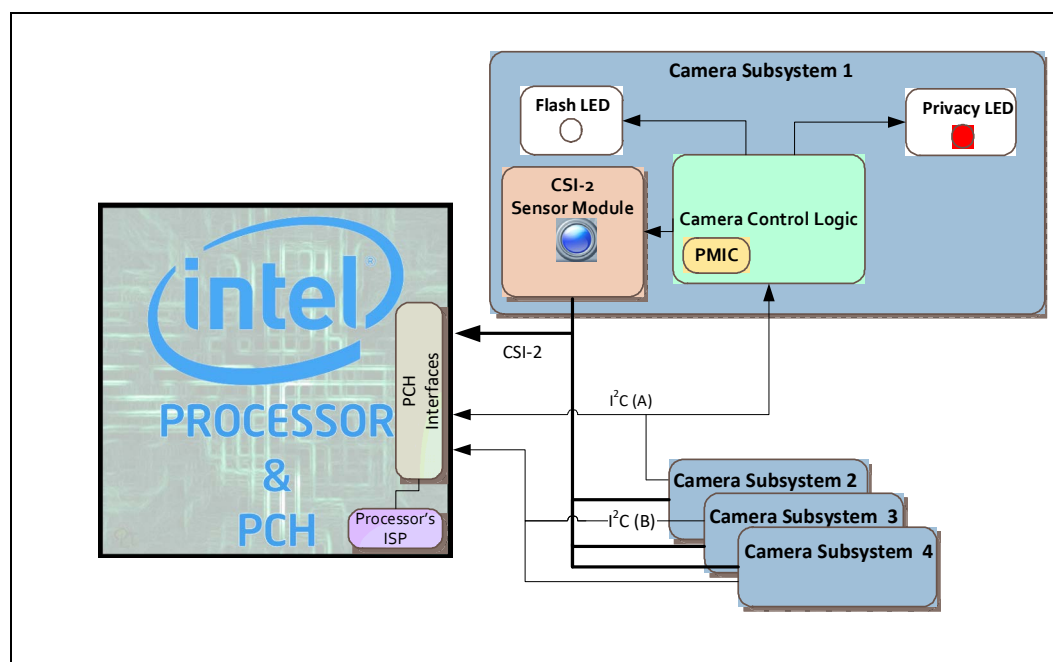 Camera Subsystem 1
Flash LED
Privacy LED
CSI-2
Sensor Module
Camera Control Logic
PMIC
intel
®
PROCESSOR
&
PCH
PCH
Interfaces
Processor's
ISP
CSI-2
I²C (A)
I²C (B)
Camera Subsystem 2
Camera Subsystem 3
Camera Subsystem 4